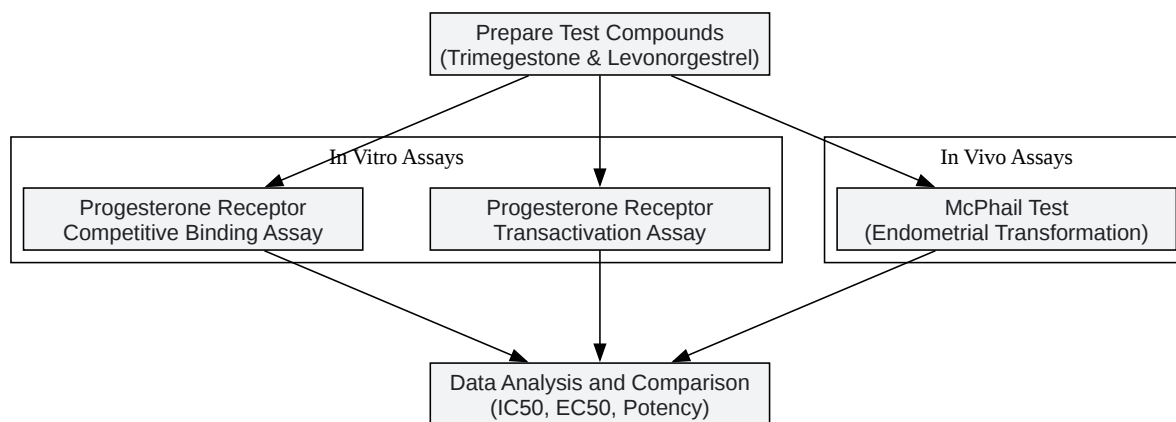 Prepare Test Compounds
(Trimegestone & Levonorgestrel)
In Vitro Assays
In Vivo Assays
Progesterone Receptor
Competitive Binding Assay
Progesterone Receptor
Transactivation Assay
McPhail Test
(Endometrial Transformation)
Data Analysis and Comparison
(IC50, EC50, Potency)